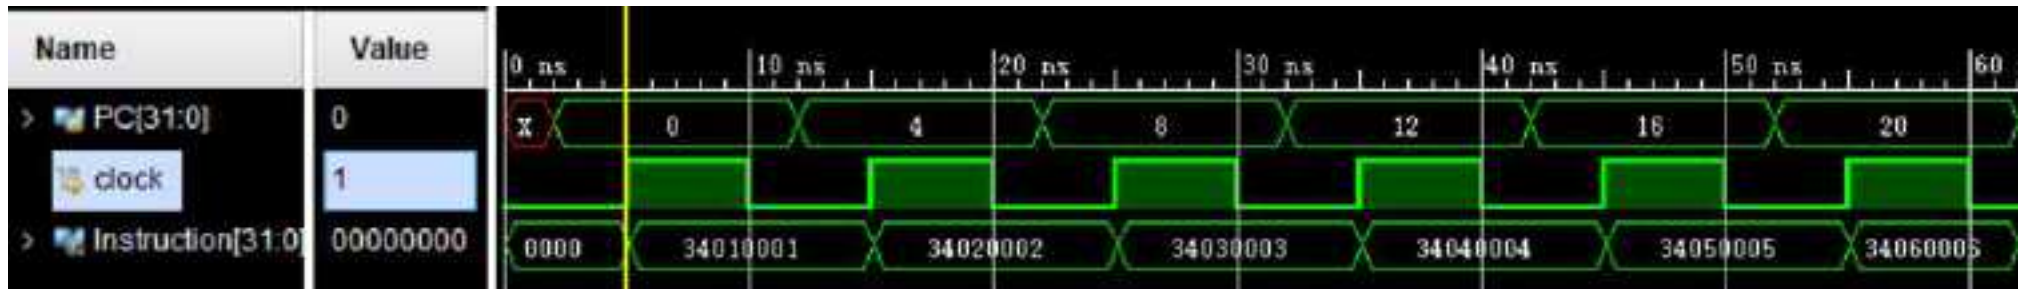 Name Value
0 ns 10 ns 20 ns 30 ns 40 ns 50 ns 60
> PC[31:0] 0 X 0 4 8 12 16 20
clock 1
> Instruction[31:0] 00000000 0000 34010001 34020002 34030003 34040004 34050005 34060006